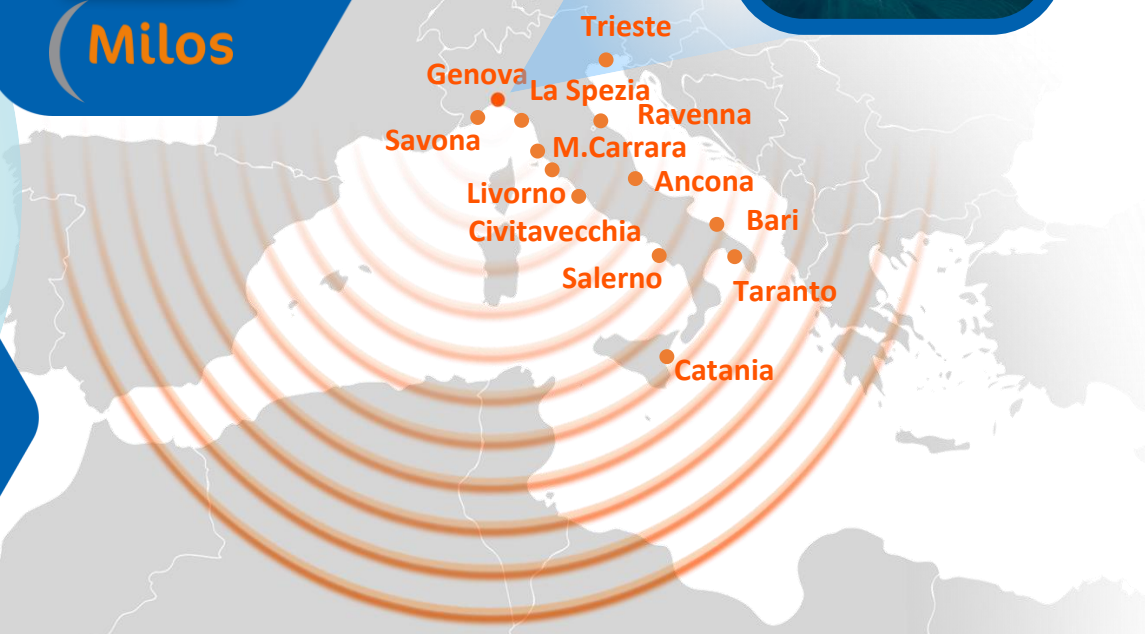 Milos
Trieste
Genova
La Spezia
Ravenna
Savona
M.Carrara
Ancona
Livorno
Bari
Civitavecchia
Salerno
Taranto
Catania